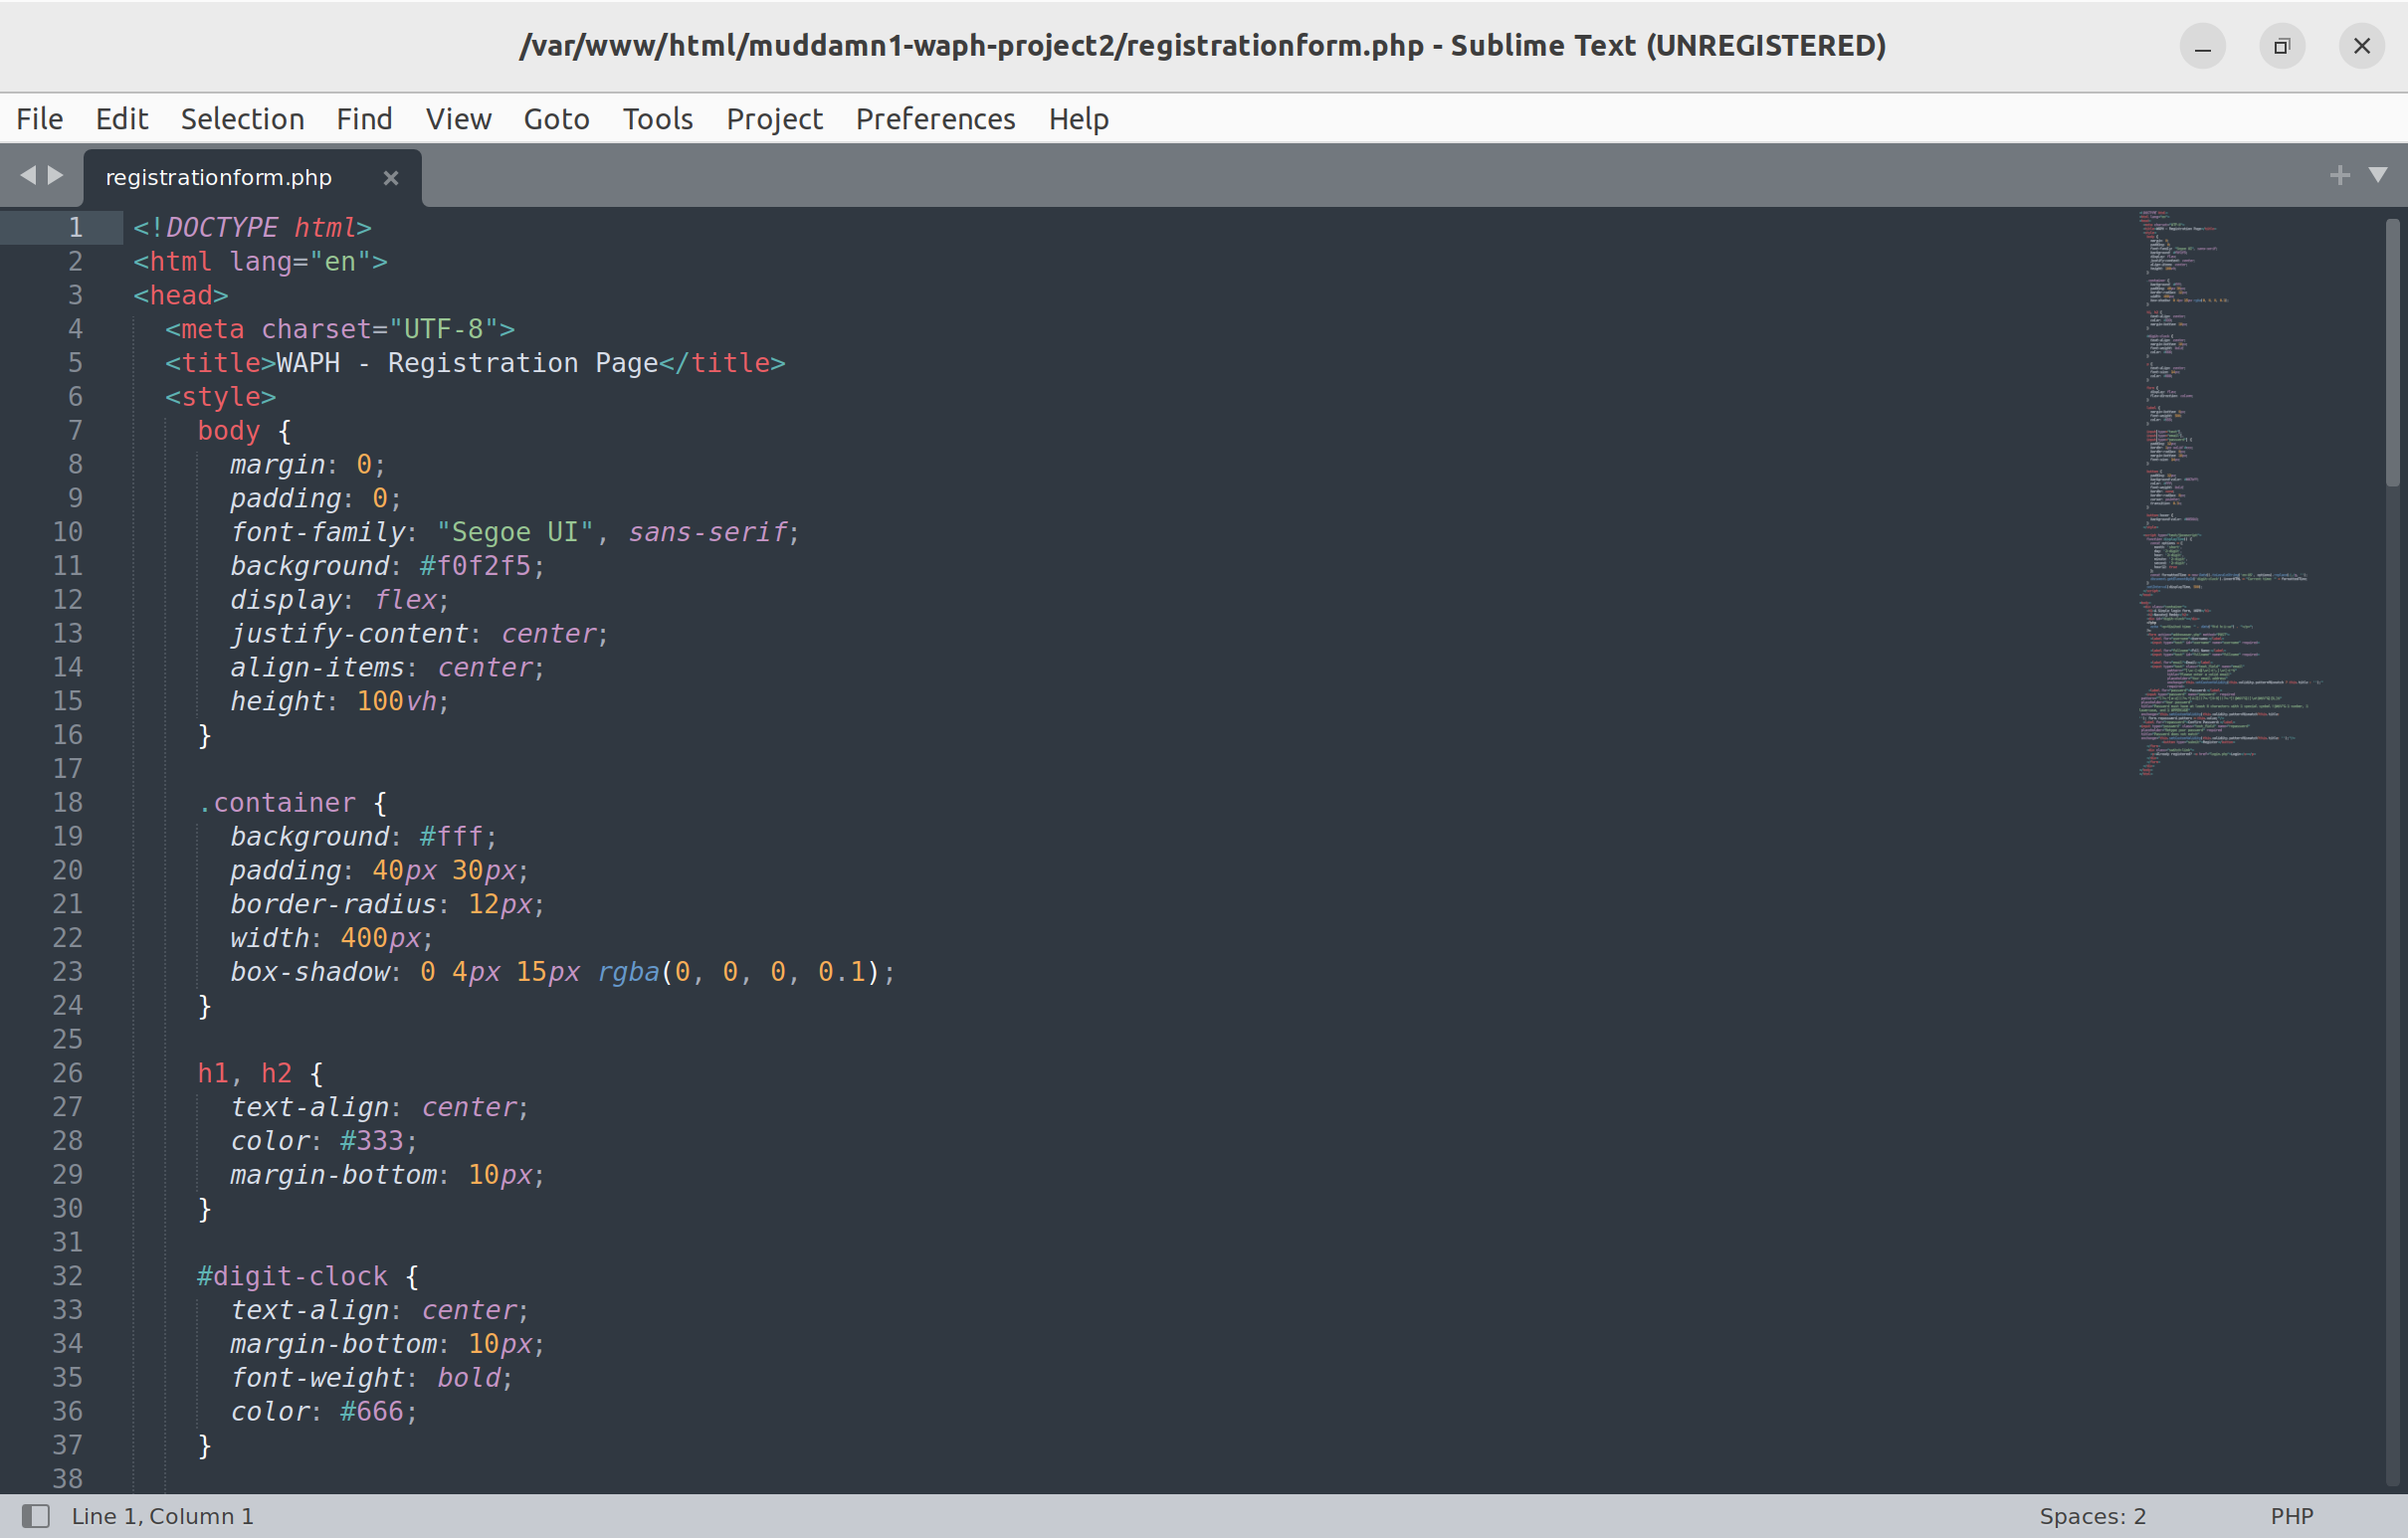 /var/www/html/muddamn1-waph-project2/registrationform.php - Sublime Text (UNREGISTERED)
File Edit Selection Find View Goto Tools Project Preferences Help
registrationform.php
1 <!DOCTYPE html>
2 <html lang="en">
3 <head>
4 <meta charset="UTF-8">
5 <title>WAPH - Registration Page</title>
6 <style>
7 body {
8 margin: 0;
9 padding: 0;
10 font-family: "Segoe UI", sans-serif;
11 background: #f0f2f5;
12 display: flex;
13 justify-content: center;
14 align-items: center;
15 height: 100vh;
16 }
17
18 .container {
19 background: #fff;
20 padding: 40px 30px;
21 border-radius: 12px;
22 width: 400px;
23 box-shadow: 0 4px 15px rgba(0, 0, 0, 0.1);
24 }
25
26 h1, h2 {
27 text-align: center;
28 color: #333;
29 margin-bottom: 10px;
30 }
31
32 #digit-clock {
33 text-align: center;
34 margin-bottom: 10px;
35 font-weight: bold;
36 color: #666;
37 }
38
Line 1, Column 1 Spaces: 2 PHP